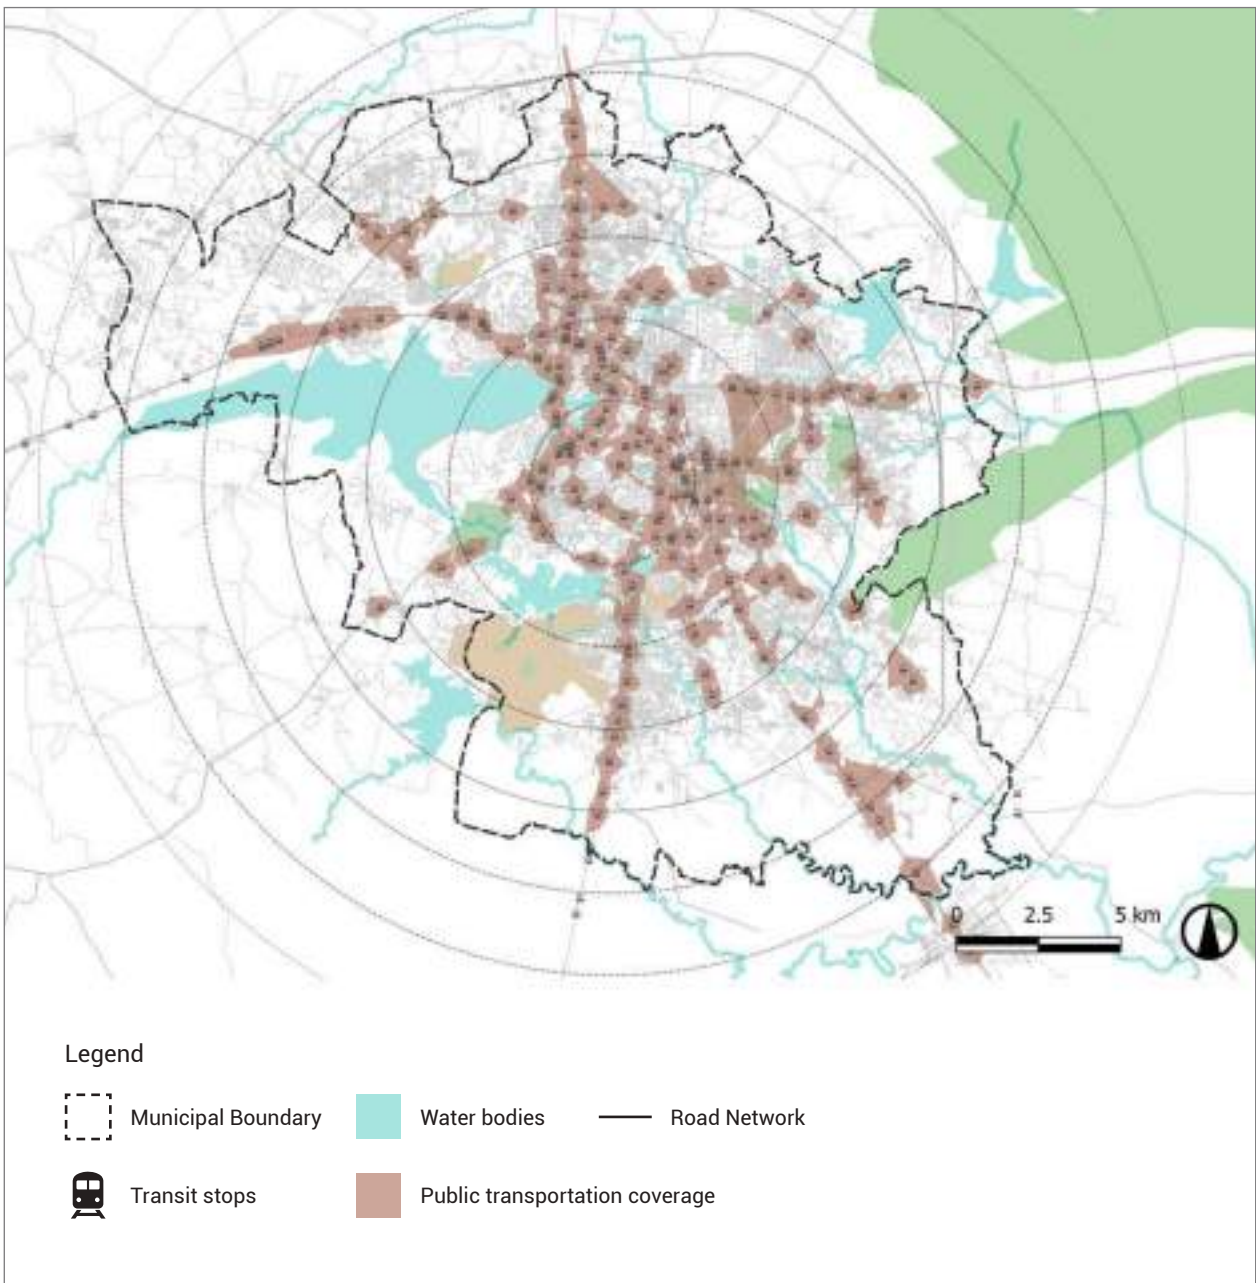 0 2.5 5 km
Legend
Municipal Boundary Water bodies Road Network
Transit stops Public transportation coverage